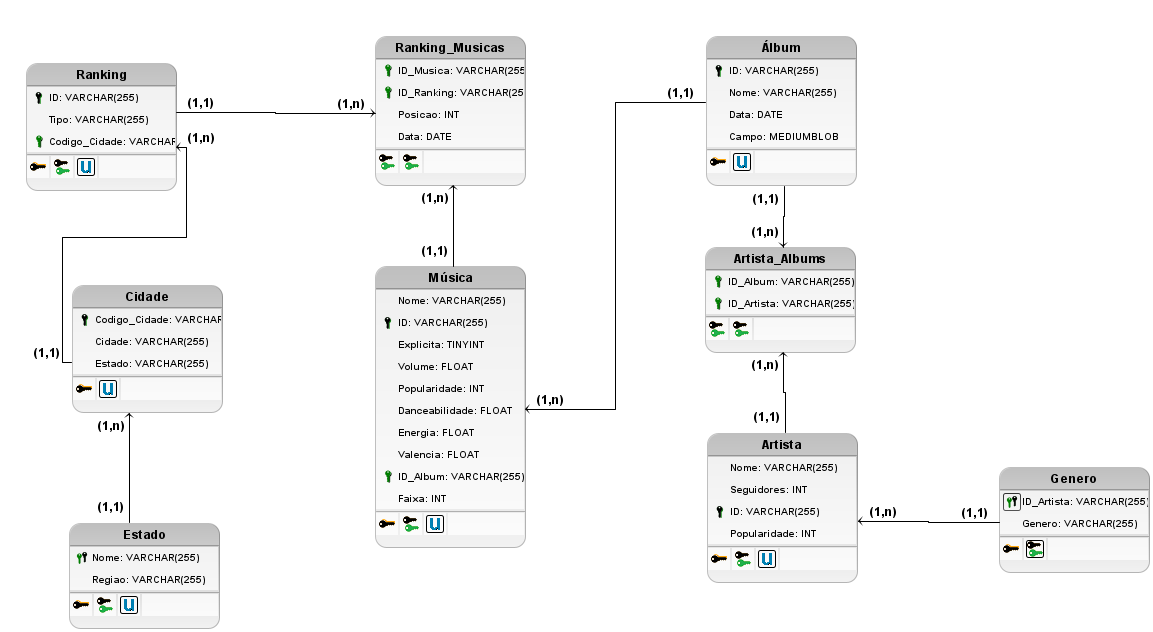 Ranking
ID: VARCHAR(255)
Tipo: VARCHAR(255)
Codigo_Cidade: VARCHAR
(1,1)
(1,n)
(1,n)
Ranking_Musicas
ID_Musica: VARCHAR(255
ID_Ranking: VARCHAR(25
Posicao: INT
Data: DATE
(1,n)
(1,1)
Álbum
ID: VARCHAR(255)
Nome: VARCHAR(255)
Data: DATE
Campo: MEDIUMBLOB
(1,1)
(1,1)
(1,n)
Artista_Albums
ID_Album: VARCHAR(255)
ID_Artista: VARCHAR(255)
(1,n)
(1,1)
Cidade
Codigo_Cidade: VARCHAR
Cidade: VARCHAR(255)
Estado: VARCHAR(255)
(1,1)
(1,n)
(1,1)
Música
Nome: VARCHAR(255)
ID: VARCHAR(255)
Explicita: TINYINT
Volume: FLOAT
Popularidade: INT
Danceabilidade: FLOAT
Energia: FLOAT
Valencia: FLOAT
ID_Album: VARCHAR(255)
Faixa: INT
(1,n)
Artista
Nome: VARCHAR(255)
Seguidores: INT
ID: VARCHAR(255)
Popularidade: INT
(1,n)
(1,1)
Genero
ID_Artista: VARCHAR(255)
Genero: VARCHAR(255)
Estado
Nome: VARCHAR(255)
Regiao: VARCHAR(255)